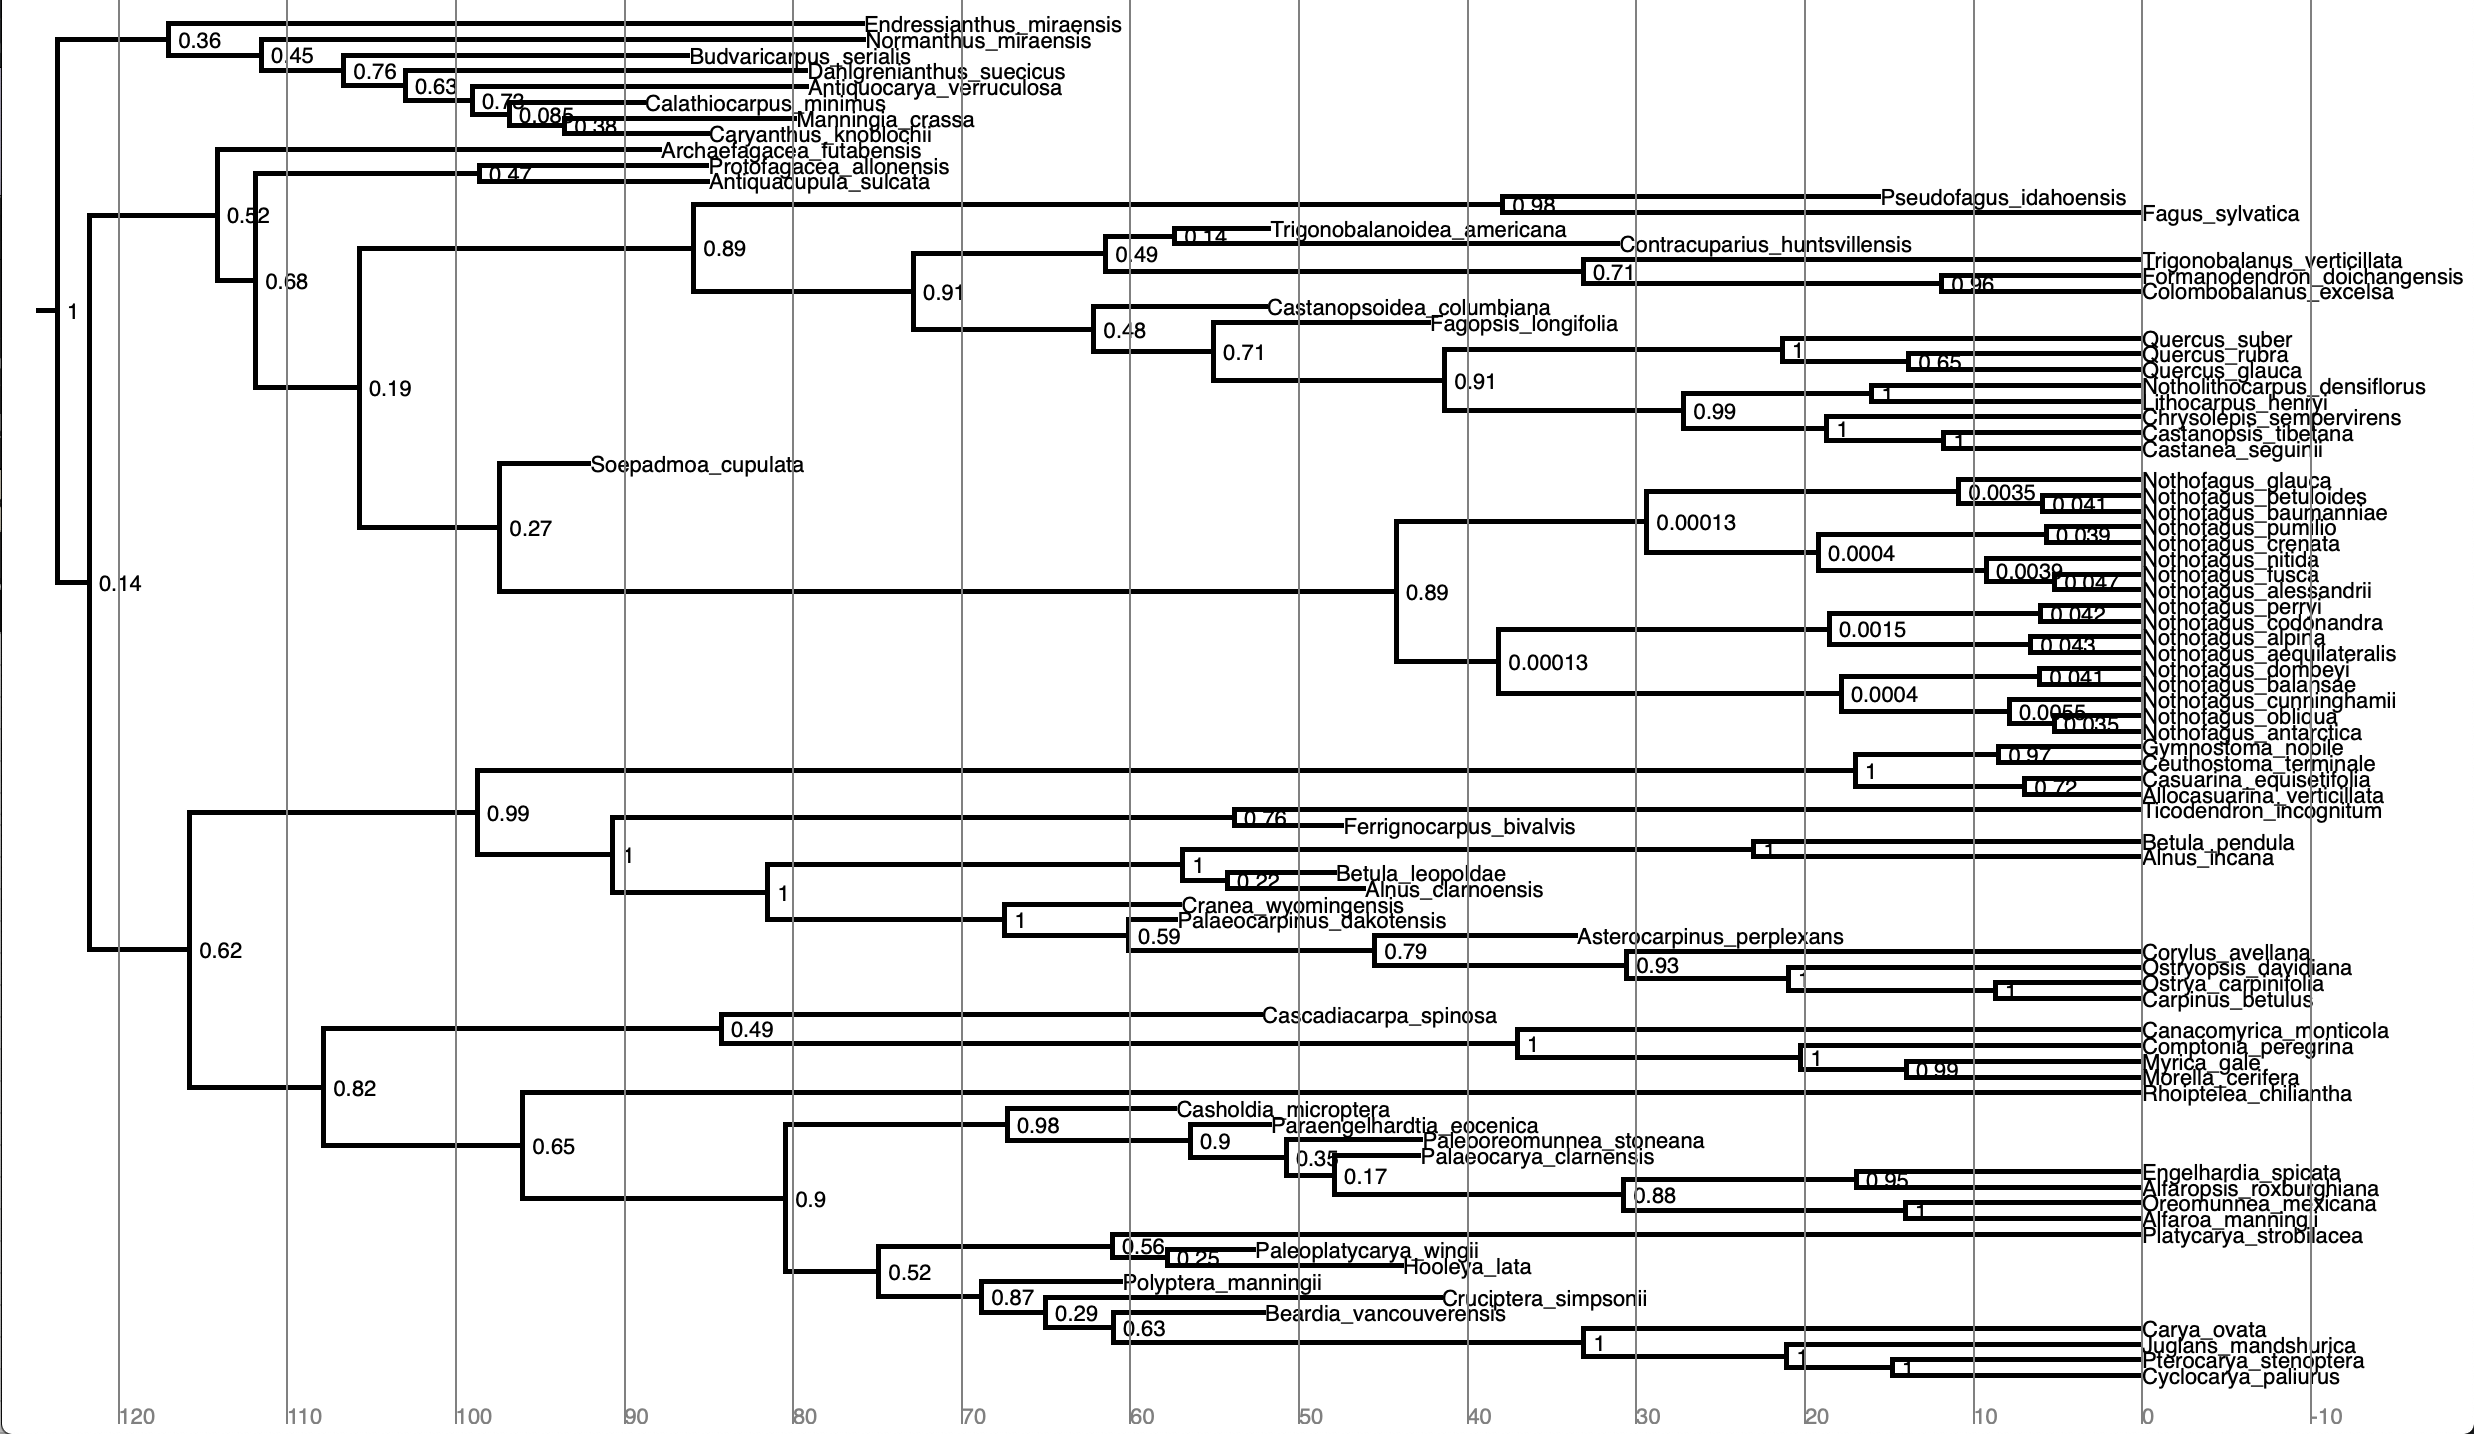 Endressianthus_miraensis
0.36
Normanthus_miraensis
0.45
Budvaricarpus_serialis
0.76
Dahlgrenianthus_suecicus
0.63
Antiquocarya_verruculosa
0.73
Calathiocarpus_minimus
0.085
Manningia_crassa
0.38
Caryanthus_knoblochii
Archaefagacea_futabensis
Protofagacea_allonensis
0.47
Antiquacupula_sulcata
Pseudofagus_idahoensis
0.98
0.52
Fagus_sylvatica
Trigonobalanoidea_americana
0.14
0.89
Contracuparius_huntsvillensis
0.49
Trigonobalanus_verticillata
0.71
Formanodendron_doichangensis
0.68
0.96
0.91
Colombobalanus_excelsa
Castanopsoidea_columbiana
1
Fagopsis_longifolia
0.48
Quercus_suber
0.71
1
Quercus_rubra
0.65
Quercus_glauca
0.91
0.19
Notholithocarpus_densiflorus
1
Lithocarpus_henryi
0.99
Chrysolepis_sempervirens
1
Castanopsis_tibetana
1
Castanea_seguinii
Soepadmoa_cupulata
Nothofagus_glauca
0.0035
Nothofagus_betuloides
0.041
Nothofagus_baumanniae
0.00013
0.27
Nothofagus_pumilio
0.039
Nothofagus_crenata
0.0004
Nothofagus_nitida
0.0039
Nothofagus_fusca
0.047
0.14
Nothofagus_alessandrii
0.89
Nothofagus_perryi
0.042
Nothofagus_codonandra
0.0015
Nothofagus_alpina
0.043
Nothofagus_aequilateralis
0.00013
Nothofagus_dombeyi
0.041
Nothofagus_balansae
0.0004
Nothofagus_cunninghamii
0.0055
Nothofagus_obliqua
0.035
Nothofagus_antarctica
Gymnostoma_nobile
0.97
Ceuthostoma_terminale
1
Casuarina_equisetifolia
0.72
Allocasuarina_verticillata
0.99
Ticodendron_incognitum
0.76
Ferrignocarpus_bivalvis
Betula_pendula
1
1
Alnus_incana
1
Betula_leopoldae
0.22
Alnus_clarnoensis
1
Cranea_wyomingensis
1
Palaeocarpinus_dakotensis
0.59
Asterocarpinus_perplexans
0.62
0.79
Corylus_avellana
0.93
Ostryopsis_davidiana
1
Ostrya_carpinifolia
1
Carpinus_betulus
Cascadiacarpa_spinosa
0.49
Canacomyrica_monticola
1
Comptonia_peregrina
1
Myrica_gale
0.99
Morella_cerifera
0.82
Rhoiptelea_chiliantha
Casholdia_microptera
0.98
Paraengelhardtia_eocenica
0.9
Paleooreomunnea_stoneana
0.65
0.35
Palaeocarya_clarnensis
0.17
Engelhardia_spicata
0.95
Alfaropsis_roxburghiana
0.88
0.9
Oreomunnea_mexicana
1
Alfaroa_manningii
Platycarya_strobilacea
0.56
Paleoplatycarya_wingii
0.25
Hooleya_lata
0.52
Polyptera_manningii
0.87
Cruciptera_simpsonii
0.29
Beardia_vancouverensis
0.63
Carya_ovata
1
Juglans_mandshurica
1
Pterocarya_stenoptera
1
Cyclocarya_paliurus
120 110 100 90 80 70 60 50 40 30 20 10 0 -10